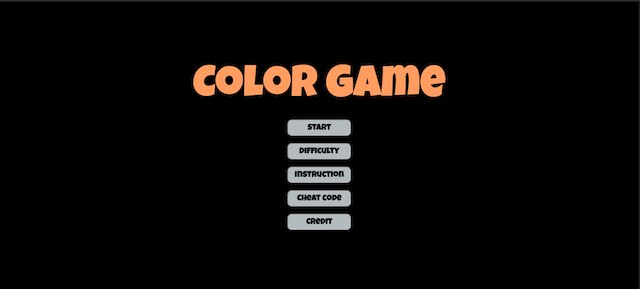 COLOR GAME
START
DIFFICULTY
INSTRUCTION
CHEAT CODE
CREDIT